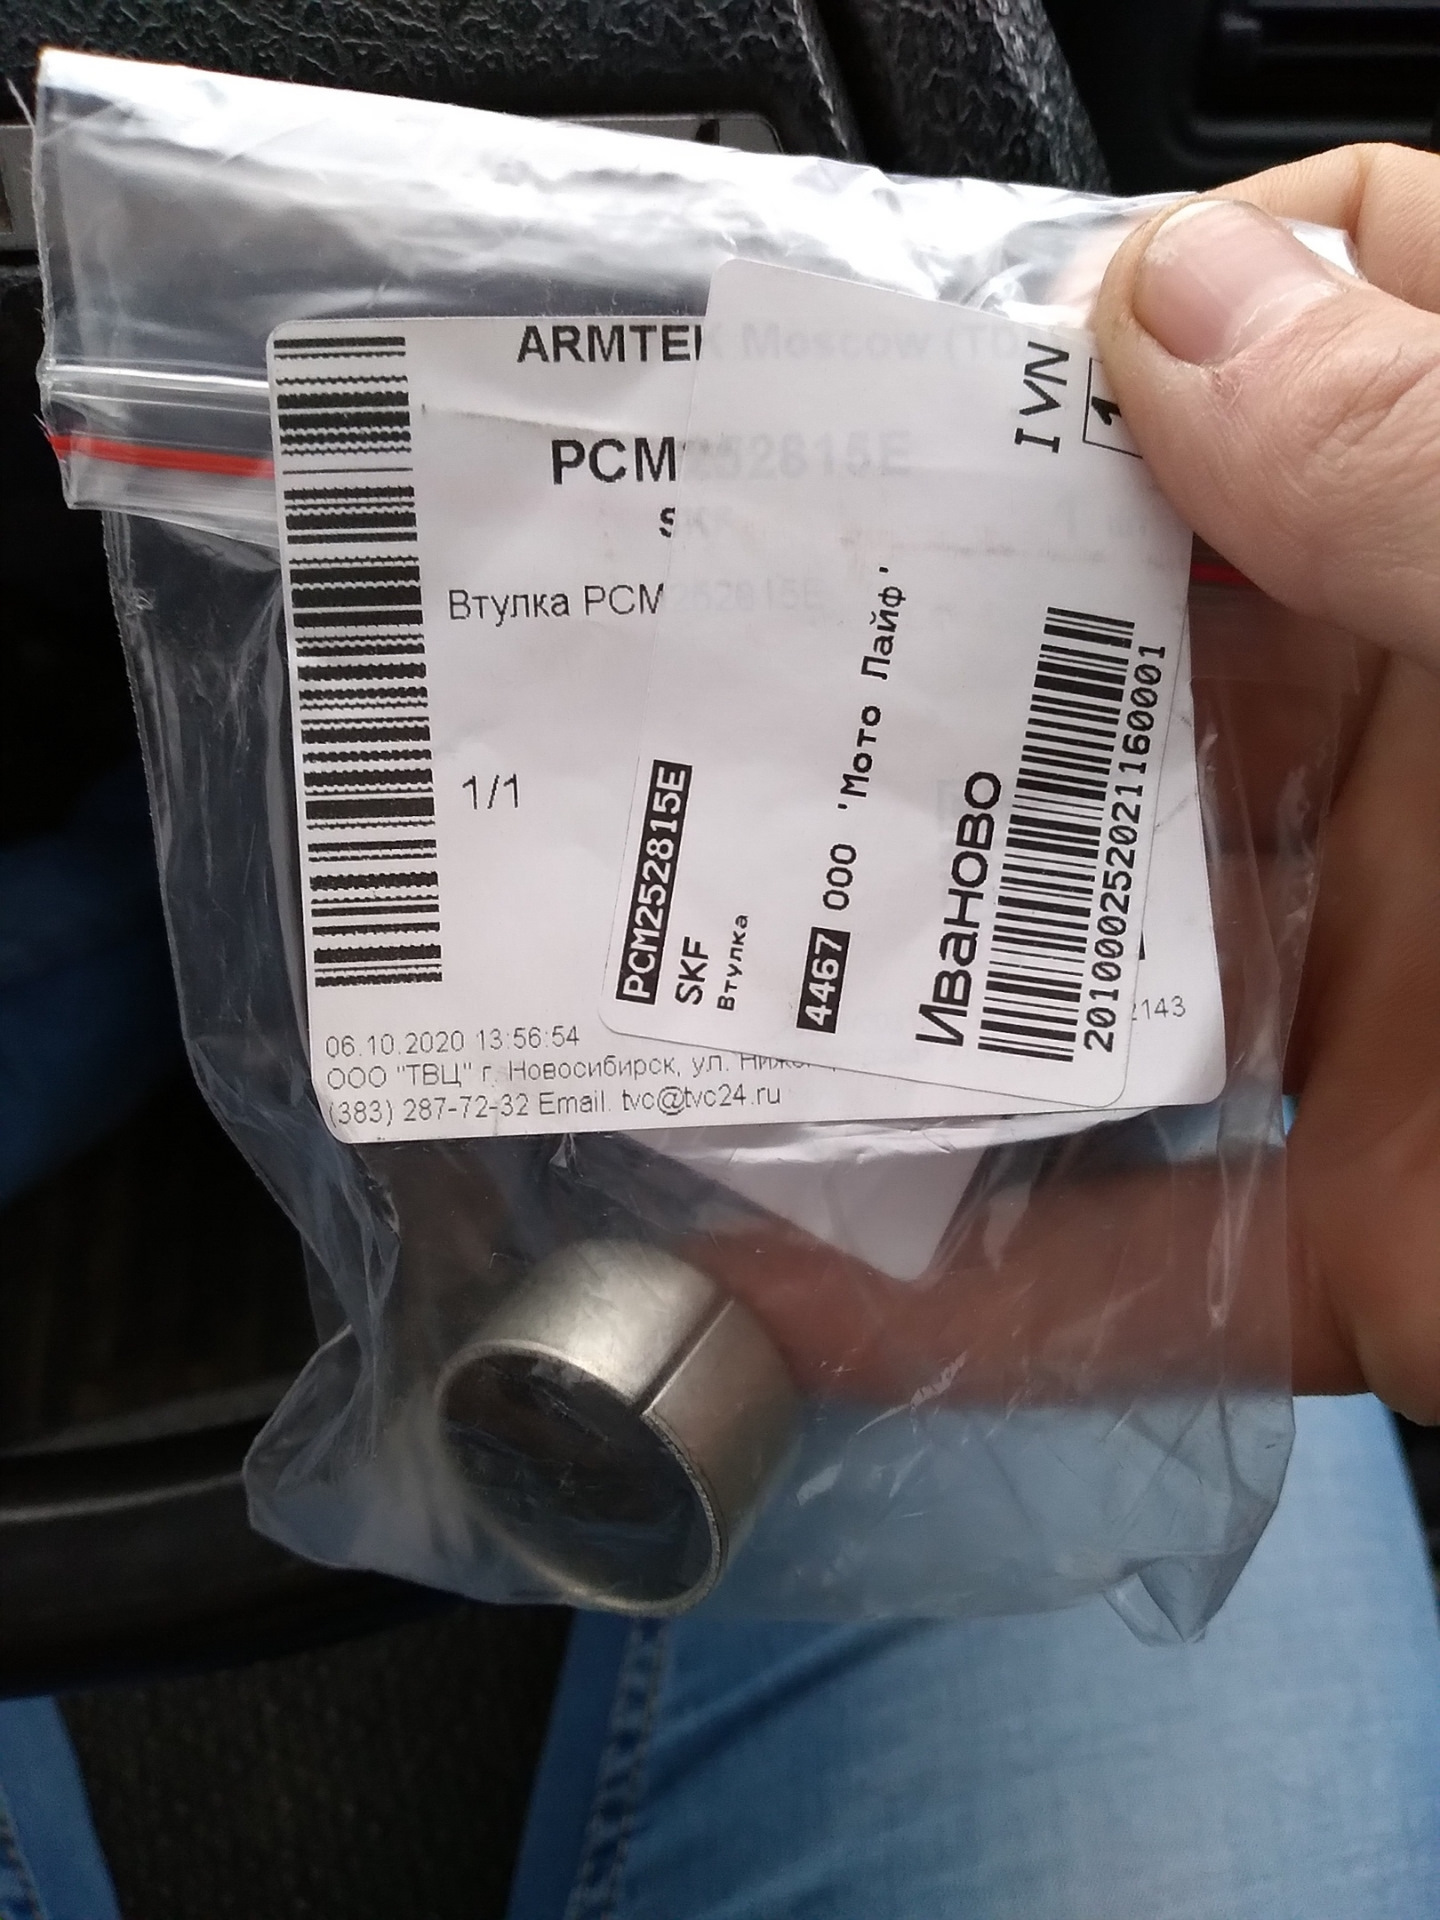 ARMTEK Moscow (TD
PCM252815E
SKF
Втулка PCM252815E
1/1
06.10.2020 13:56:54
ООО "ТВЦ" г. Новосибирск, ул.
(383) 287-72-32 Email. tvc@tvc24.ru
2143
PCM252815E
SKF
Втулка
4467 ООО 'Мото Лайф'
Иваново
201000252021160001
IVN
1